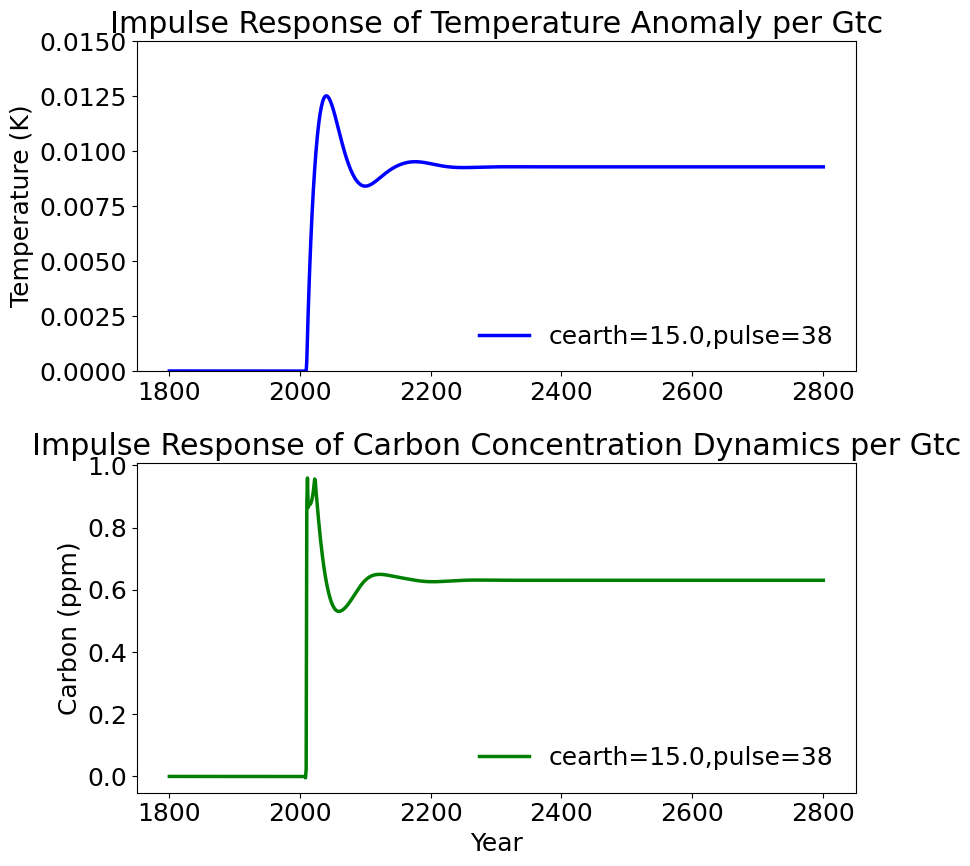 Impulse Response of Temperature Anomaly per Gtc
0.0150
0.0125
0.0100
0.0075
0.0050
0.0025
0.0000
Temperature (K)
cearth=15.0,pulse=38
1800 2000 2200 2400 2600 2800
Impulse Response of Carbon Concentration Dynamics per Gtc
1.0
0.8
0.6
0.4
0.2
0.0
Carbon (ppm)
cearth=15.0,pulse=38
1800 2000 2200 2400 2600 2800
Year